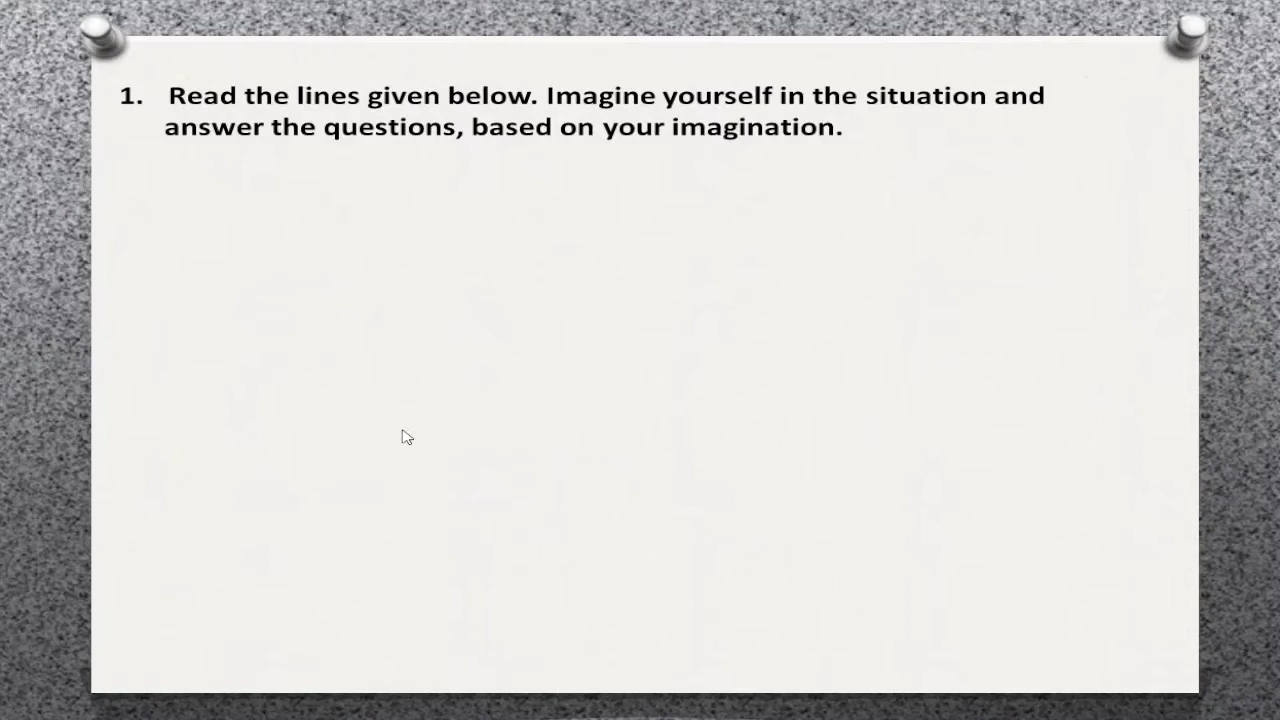 1. Read the lines given below. Imagine yourself in the situation and
answer the questions, based on your imagination.